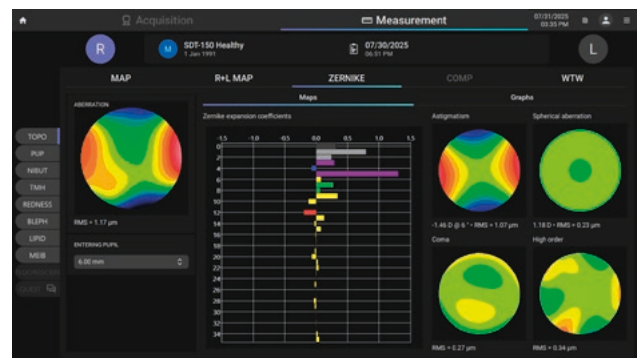 Acquisition
Measurement
07/31/2025
03:35 PM
R
M
SDT-150 Healthy
1 Jan 1991
07/30/2025
06:51 PM
L
MAP
R+L MAP
ZERNIKE
COMP
WTW
Maps
Graphs
TOPO
PUP
NIBUT
TMH
REDNESS
BLEPH
LIPID
MEIB
ABERRATION
RMS = 1.17 μm
ENTERING PUPIL
6.00 mm
Zernike expansion coefficients
-1.5 -1.0 -0.5 0.0 0.5 1.0 1.5
0
2
4
6
8
10
12
14
16
18
20
22
24
26
28
30
32
34
Astigmatism
Spherical aberration
-1.46 D @ 6 ° • RMS = 1.07 μm
1.18 D • RMS = 0.23 μm
Coma
High order
RMS = 0.27 μm
RMS = 0.34 μm